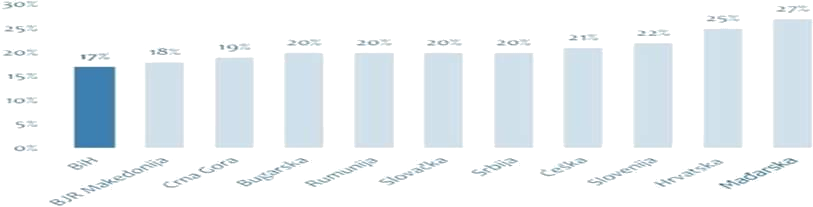 30%
25%
20%
15%
10%
5%
0%
17%
18%
19%
20%
20%
20%
20%
21%
22%
25%
27%
BiH
BJR Makedonija
Crna Gora
Bugarska
Rumunija
Slovačka
Srbija
Češka
Slovenija
Hrvatska
Mađarska